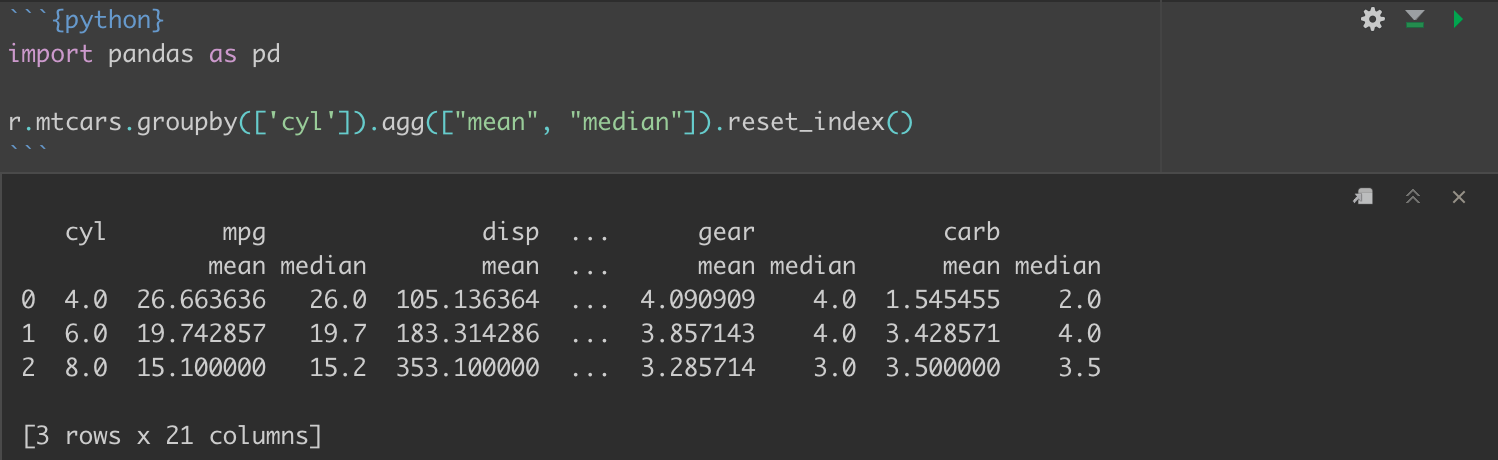 ```{python}
import pandas as pd
r.mtcars.groupby(['cyl']).agg(["mean", "median"]).reset_index()
```
   cyl        mpg               disp  ...      gear             carb
             mean median        mean  ...      mean median      mean median
0  4.0  26.663636   26.0  105.136364  ...  4.090909    4.0  1.545455    2.0
1  6.0  19.742857   19.7  183.314286  ...  3.857143    4.0  3.428571    4.0
2  8.0  15.100000   15.2  353.100000  ...  3.285714    3.0  3.500000    3.5
[3 rows x 21 columns]